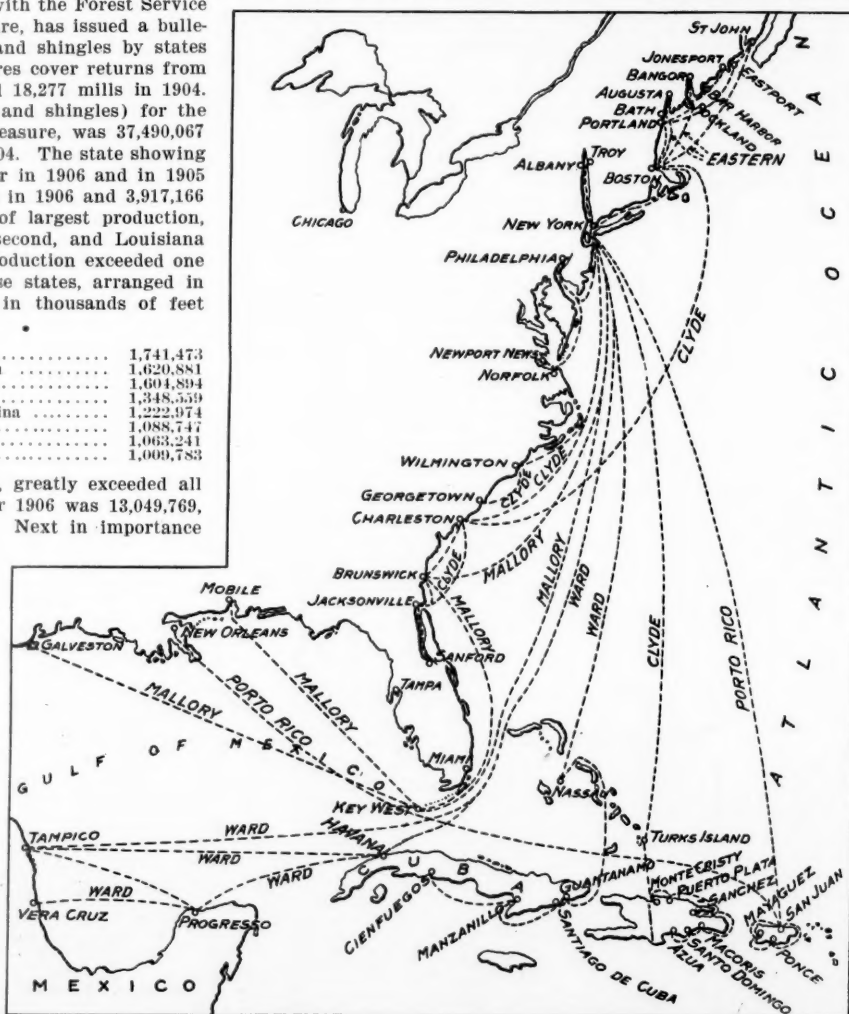 with the Forest Service
re, has issued a bulle-
and shingles by states
res cover returns from
d 18,277 mills in 1904.
and shingles) for the
easure, was 37,490,067
04. The state showing
r in 1906 and in 1905
in 1906 and 3,917,166
of largest production,
second, and Louisiana
roduction exceeded one
se states, arranged in
in thousands of feet
1,741,473
1,620,881
1,604,894
1,348,559
ina 1,222,974
1,088,747
1,063,241
1,009,783
, greatly exceeded all
r 1906 was 13,049,769,
Next in importance
ST JOHN
JONESPORT
EASTPORT
BANGOR
AUGUSTA
BAR HARBOR
ROCKLAND
BATH
PORTLAND
EASTERN
BOSTON
TROY
ALBANY
CHICAGO
NEW YORK
PHILADELPHIA
NEWPORT NEWS
NORFOLK
CLYDE
ATLANTIC OCEAN
WILMINGTON
CLYDE
CLYDE
GEORGETOWN
CHARLESTON
MALLORY
MALLORY
WARD
WARD
CLYDE
PORTO RICO
BRUNSWICK
CLYDE
MALLORY
JACKSONVILLE
MOBILE
NEW ORLEANS
GALVESTON
SANFORD
TAMPA
MALLORY
PORTO RICO
MALLORY
GULF OF MEXICO
MIAMI
NASSAU
KEY WEST
HAVANA
TAMPICO
WARD
WARD
WARD
WARD
VERA CRUZ
PROGRESSO
CUBA
CIENFUEGOS
MANZANILLO
GUANTANAMO
SANTIAGO DE CUBA
TURKS ISLAND
MONTE CRISTY
PUERTO PLATA
SANCHEZ
MACORIS
SANTO DOMINGO
AZUA
MAYAGUEZ
SAN JUAN
PONCE
MEXICO